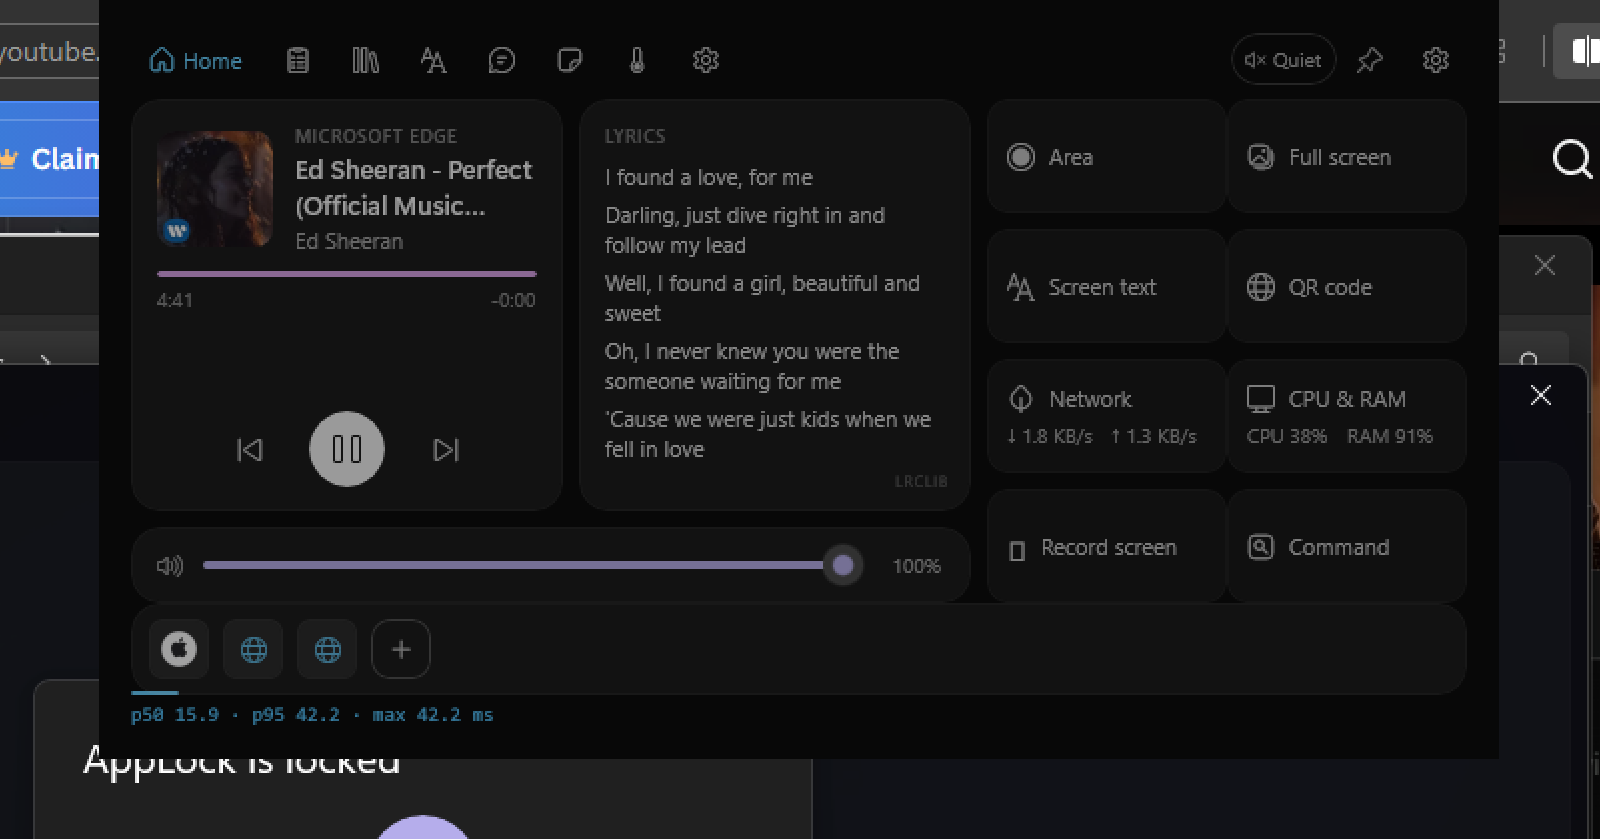 youtube.
Home
Quiet
Claim
MICROSOFT EDGE
Ed Sheeran - Perfect
(Official Music...
Ed Sheeran
4:41
-0:00
LYRICS
I found a love, for me
Darling, just dive right in and
follow my lead
Well, I found a girl, beautiful and
sweet
Oh, I never knew you were the
someone waiting for me
'Cause we were just kids when we
fell in love
LRCLIB
100%
Area
Full screen
Screen text
QR code
Network
↓ 1.8 KB/s ↑ 1.3 KB/s
CPU & RAM
CPU 38% RAM 91%
Record screen
Command
p50 15.9 · p95 42.2 · max 42.2 ms
AppLock is locked